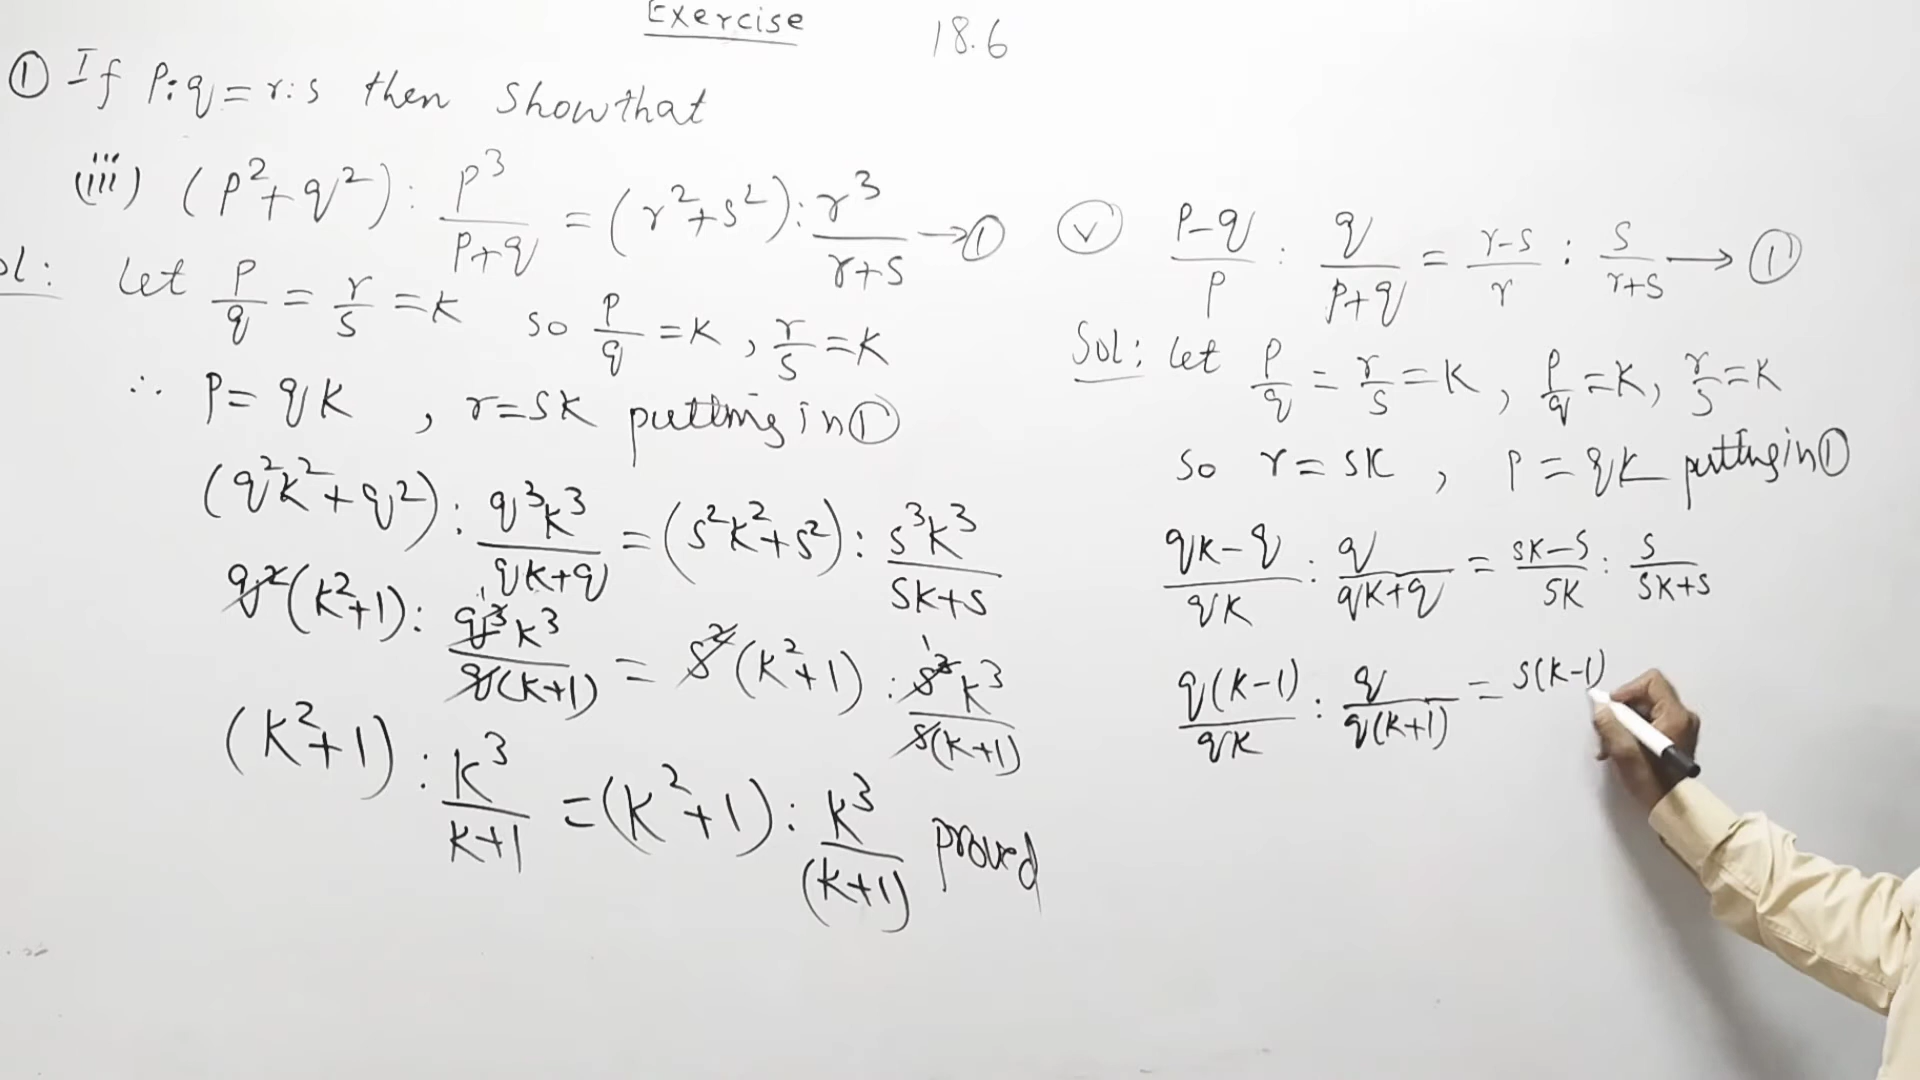 Exercise 18.6
① If P:q=r:s then Show that
(iii) (p²+q²) : p³/(p+q) = (r²+s²) : r³/(r+s) → ①
ol: let p/q = r/s = K so p/q = K , r/s = K
∴ P = qK , r = sK putting in ①
(q²k²+q²) : q³k³/(qk+q) = (s²k²+s²) : s³k³/(sk+s)
q²(k²+1) : q³k³/(q(k+1)) = s²(k²+1) : s³k³/(s(k+1))
(k²+1) : k³/(k+1) = (k²+1) : k³/(k+1) proved
Ⓥ (P-q)/p : q/(p+q) = (r-s)/r : s/(r+s) → ①
Sol: let p/q = r/s = K , p/q = K, r/s = K
So r = sK , p = qK putting in ①
(qk-q)/(qk) : q/(qk+q) = (sk-s)/(sk) : s/(sk+s)
q(k-1)/(qk) : q/(q(k+1)) = s(k-1)